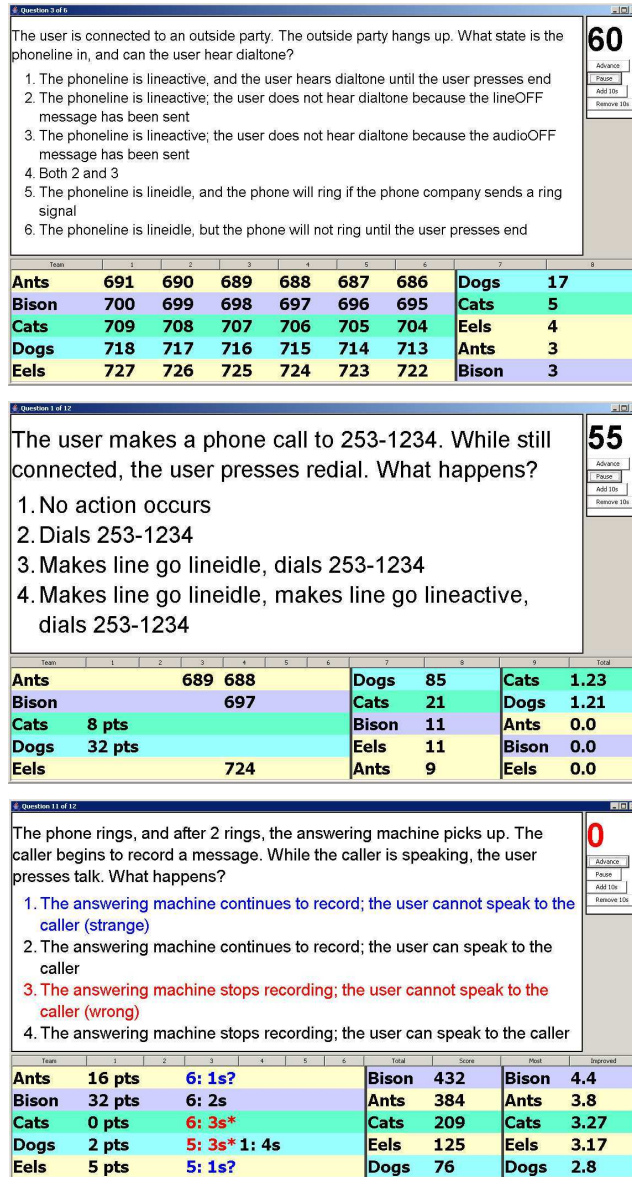 Question 3 of 6
The user is connected to an outside party. The outside party hangs up. What state is the
phoneline in, and can the user hear dialtone?
1. The phoneline is lineactive, and the user hears dialtone until the user presses end
2. The phoneline is lineactive; the user does not hear dialtone because the lineOFF
message has been sent
3. The phoneline is lineactive; the user does not hear dialtone because the audioOFF
message has been sent
4. Both 2 and 3
5. The phoneline is lineidle, and the phone will ring if the phone company sends a ring
signal
6. The phoneline is lineidle, but the phone will not ring until the user presses end
60
Advance
Pause
Add 10s
Remove 10s
Team 1 2 3 4 5 6 7 8
Ants 691 690 689 688 687 686 Dogs 17
Bison 700 699 698 697 696 695 Cats 5
Cats 709 708 707 706 705 704 Eels 4
Dogs 718 717 716 715 714 713 Ants 3
Eels 727 726 725 724 723 722 Bison 3
Question 1 of 12
The user makes a phone call to 253-1234. While still
connected, the user presses redial. What happens?
1. No action occurs
2. Dials 253-1234
3. Makes line go lineidle, dials 253-1234
4. Makes line go lineidle, makes line go lineactive,
dials 253-1234
55
Advance
Pause
Add 10s
Remove 10s
Team 1 2 3 4 5 6 7 8 9 Total
Ants 689 688 Dogs 85 Cats 1.23
Bison 697 Cats 21 Dogs 1.21
Cats 8 pts Bison 11 Ants 0.0
Dogs 32 pts Eels 11 Bison 0.0
Eels 724 Ants 9 Eels 0.0
Question 11 of 12
The phone rings, and after 2 rings, the answering machine picks up. The
caller begins to record a message. While the caller is speaking, the user
presses talk. What happens?
1. The answering machine continues to record; the user cannot speak to the
caller (strange)
2. The answering machine continues to record; the user can speak to the
caller
3. The answering machine stops recording; the user cannot speak to the
caller (wrong)
4. The answering machine stops recording; the user can speak to the caller
0
Advance
Pause
Add 10s
Remove 10s
Team 1 2 3 4 5 6 Total Score Most Improved
Ants 16 pts 6: 1s? Bison 432 Bison 4.4
Bison 32 pts 6: 2s Ants 384 Ants 3.8
Cats 0 pts 6: 3s* Cats 209 Cats 3.27
Dogs 2 pts 5: 3s* 1: 4s Eels 125 Eels 3.17
Eels 5 pts 5: 1s? Dogs 76 Dogs 2.8